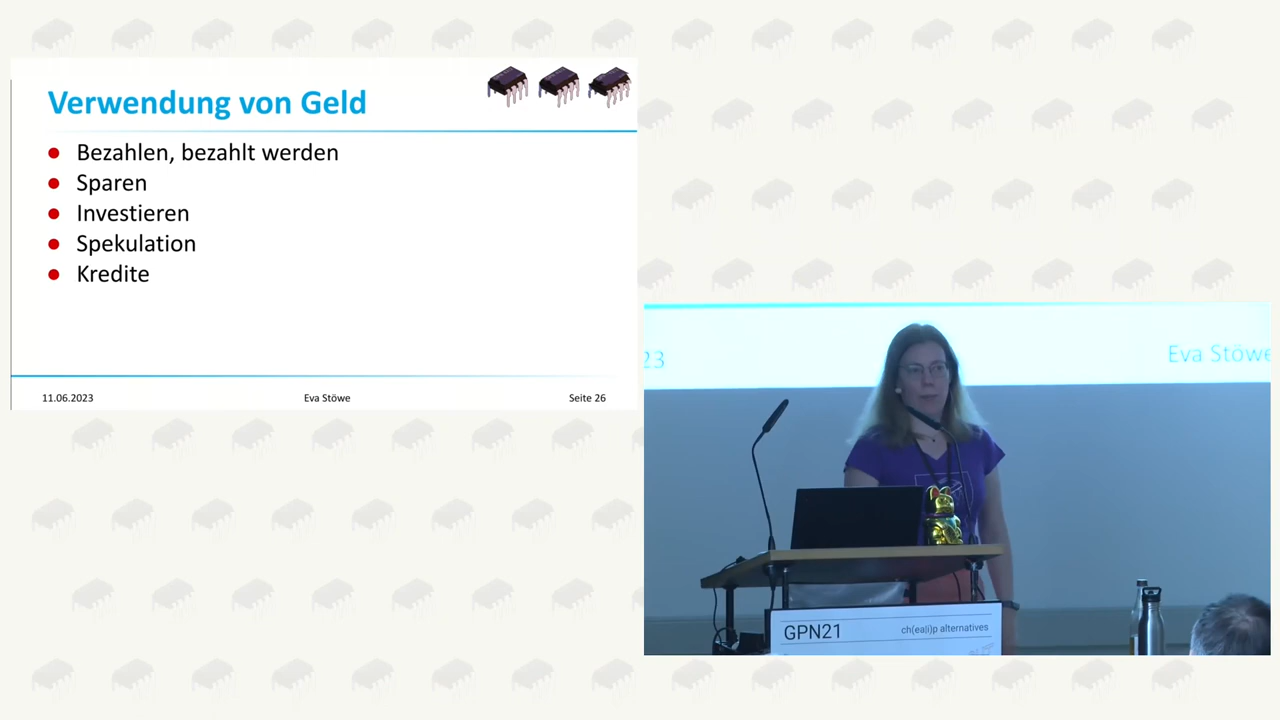 Verwendung von Geld
Bezahlen, bezahlt werden
Sparen
Investieren
Spekulation
Kredite
11.06.2023
Eva Stöwe
Seite 26
23
Eva Stöwe
GPN21
ch(ea|i)p alternatives